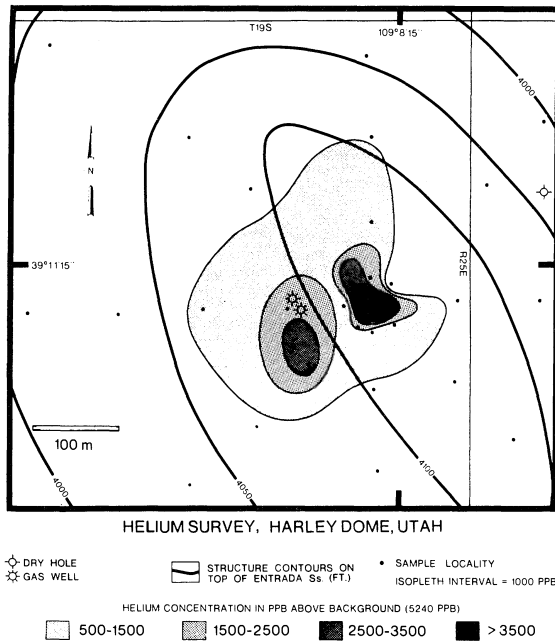 T19S
109°8'15"
4000
N
39°11'15"
R25E
100 m
4000
4050
4100
HELIUM SURVEY, HARLEY DOME, UTAH
DRY HOLE
GAS WELL
STRUCTURE CONTOURS ON
TOP OF ENTRADA Ss. (FT.)
SAMPLE LOCALITY
ISOPLETH INTERVAL = 1000 PPB
HELIUM CONCENTRATION IN PPB ABOVE BACKGROUND (5240 PPB)
500-1500
1500-2500
2500-3500
> 3500